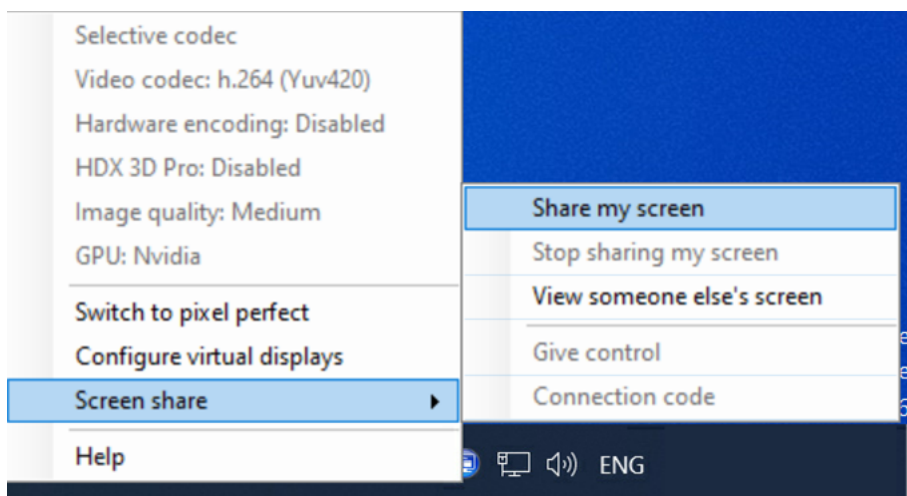 Selective codec
Video codec: h.264 (Yuv420)
Hardware encoding: Disabled
HDX 3D Pro: Disabled
Image quality: Medium
GPU: Nvidia
Switch to pixel perfect
Configure virtual displays
Screen share
Help
Share my screen
Stop sharing my screen
View someone else's screen
Give control
Connection code
ENG